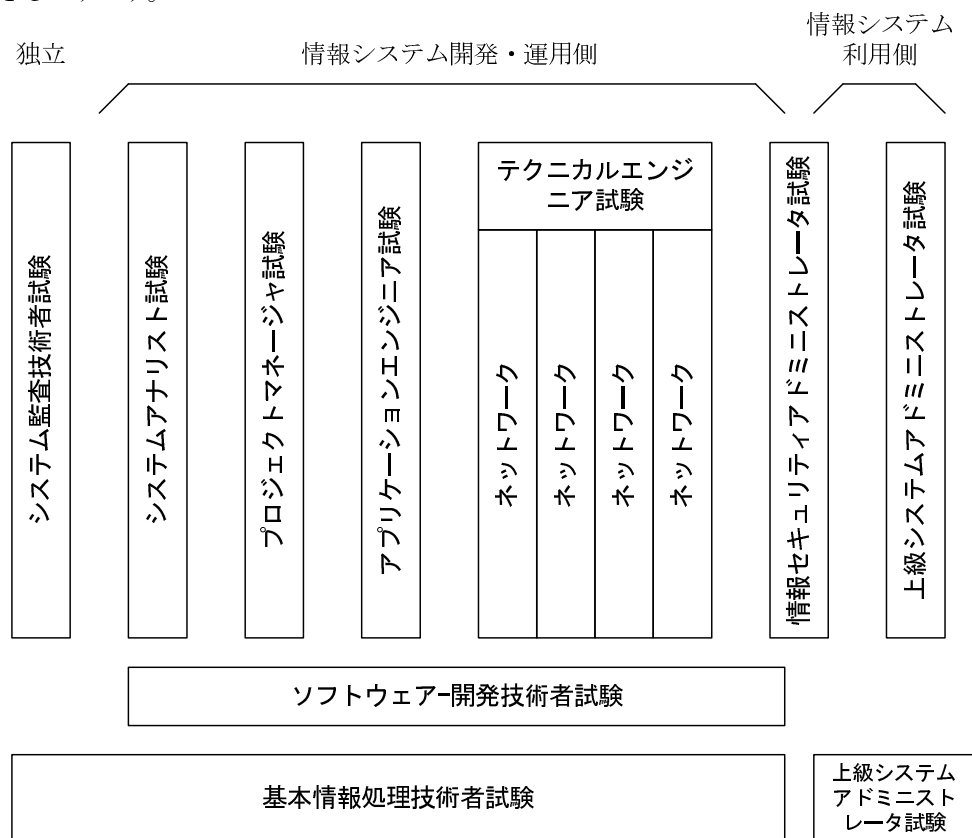 情報システム
利用側
独立
情報システム開発・運用側
システム監査技術者試験
システムアナリスト試験
プロジェクトマネージャ試験
アプリケーションエンジニア試験
テクニカルエンジ
ニア試験
ネットワーク
ネットワーク
ネットワーク
ネットワーク
情報セキュリティアドミニストレータ試験
上級システムアドミニストレータ試験
ソフトウェアー開発技術者試験
基本情報処理技術者試験
上級システム
アドミニスト
レータ試験